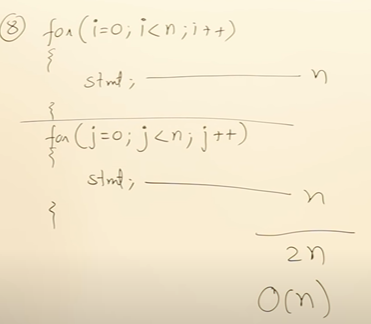 ⑧ for(i=0; i<n; i++)
{
stmt; n
}
for(j=0; j<n; j++)
{
stmt; n
}
2n
O(n)